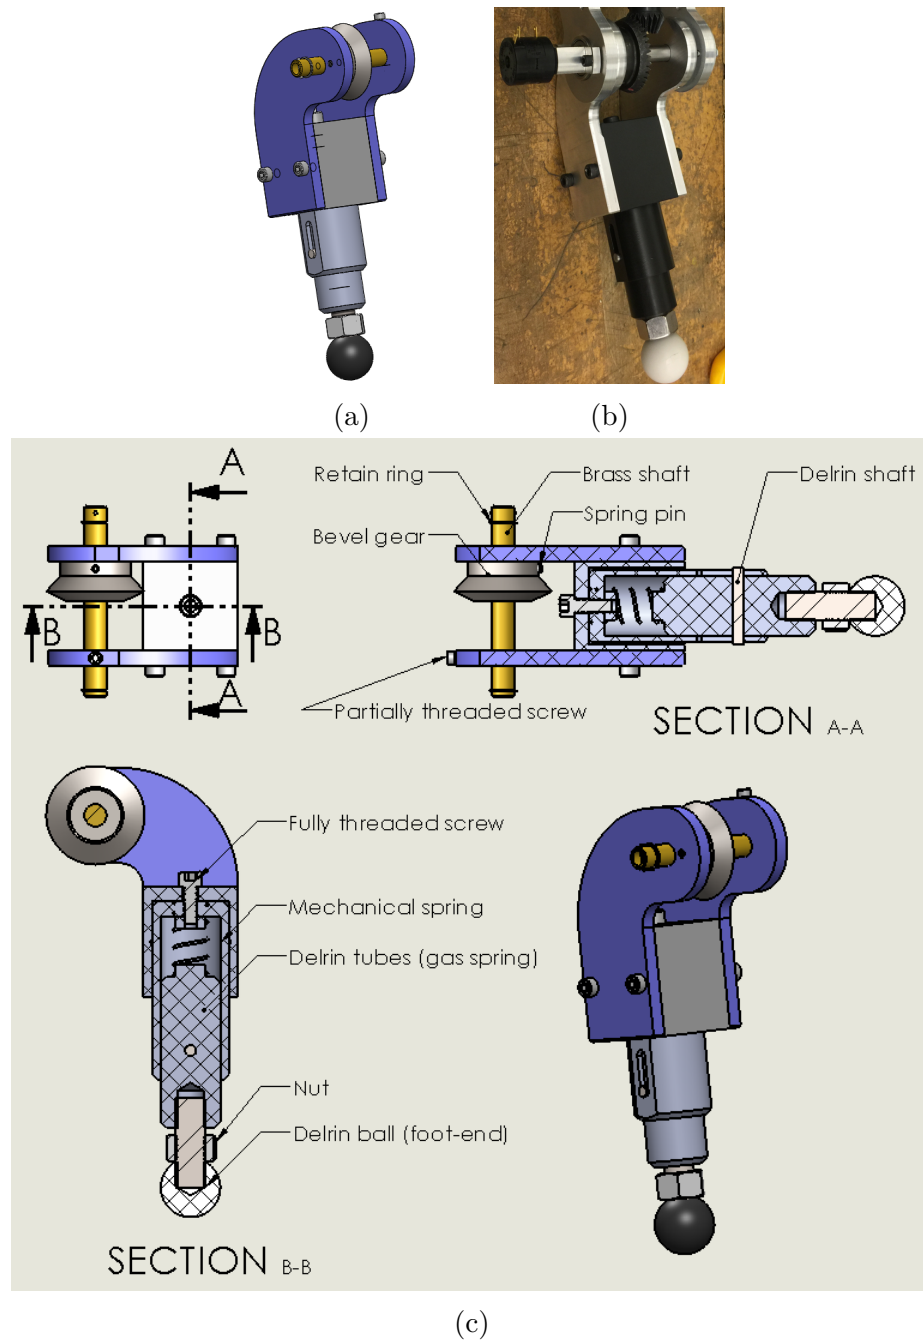 (a)
(b)
A
Retain ring
Brass shaft
Delrin shaft
Spring pin
Bevel gear
B
B
A
Partially threaded screw
SECTION A-A
Fully threaded screw
Mechanical spring
Delrin tubes (gas spring)
Nut
Delrin ball (foot-end)
SECTION B-B
(c)